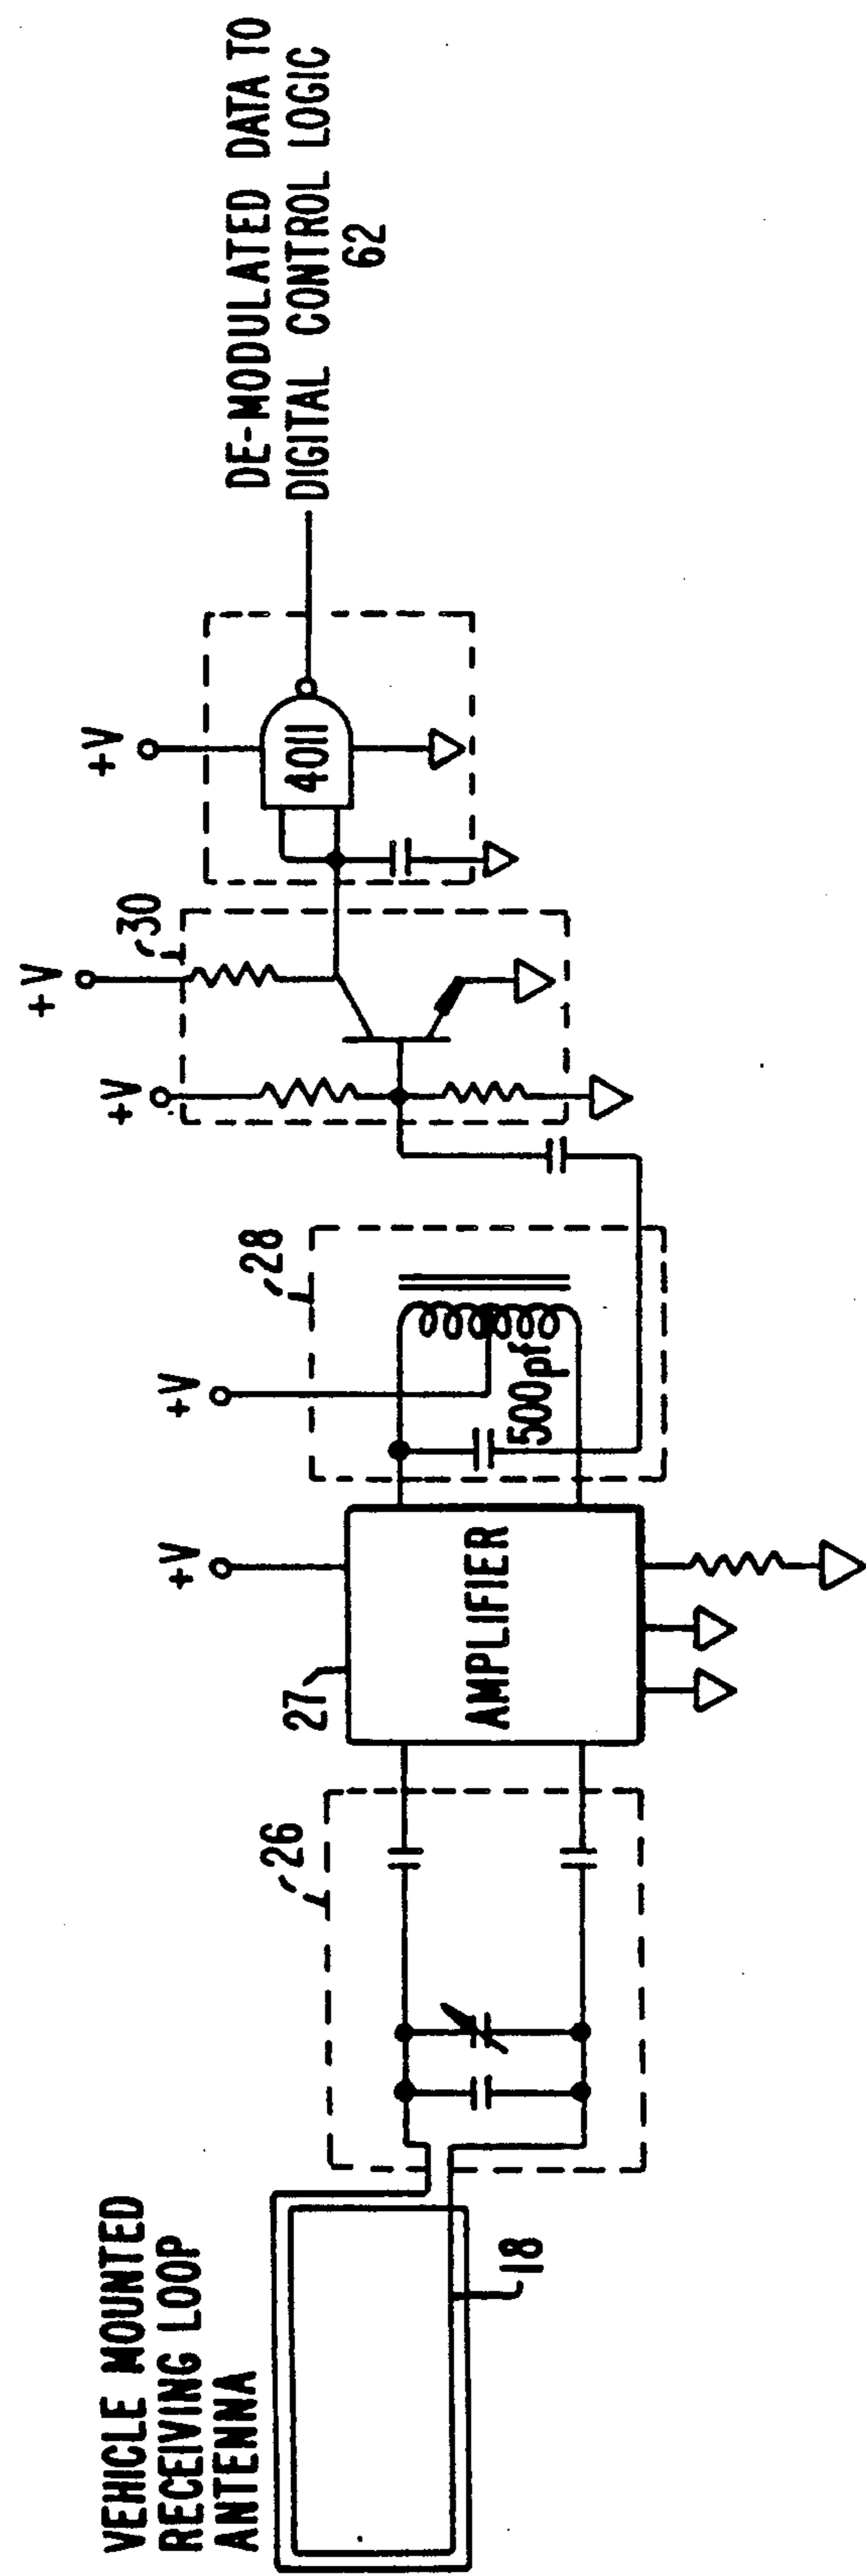 VEHICLE MOUNTED
RECEIVING LOOP
ANTENNA
18
26
27
AMPLIFIER
+V
+V
28
500pf
+V
+V
30
+V
4011
DE-MODULATED DATA TO
DIGITAL CONTROL LOGIC
62